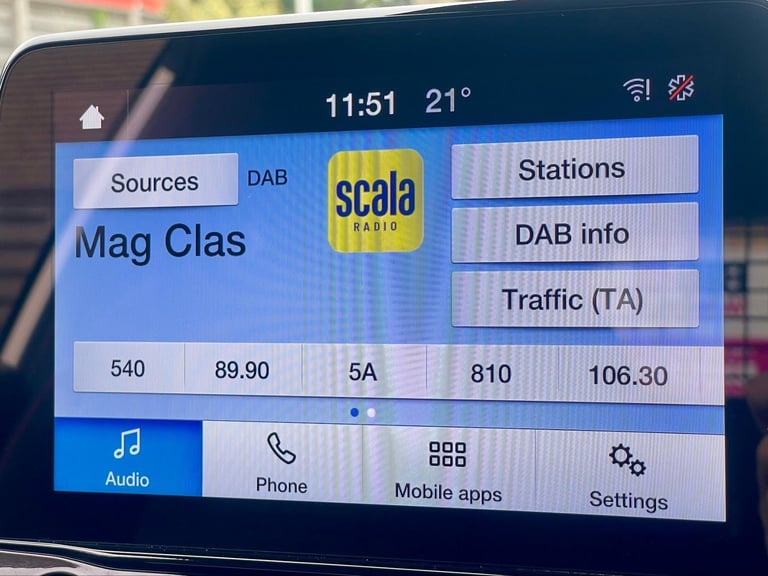 11:51 21°
Sources DAB
scala
RADIO
Stations
Mag Clas
DAB info
Traffic (TA)
540 89.90 5A 810 106.30
Audio Phone Mobile apps Settings